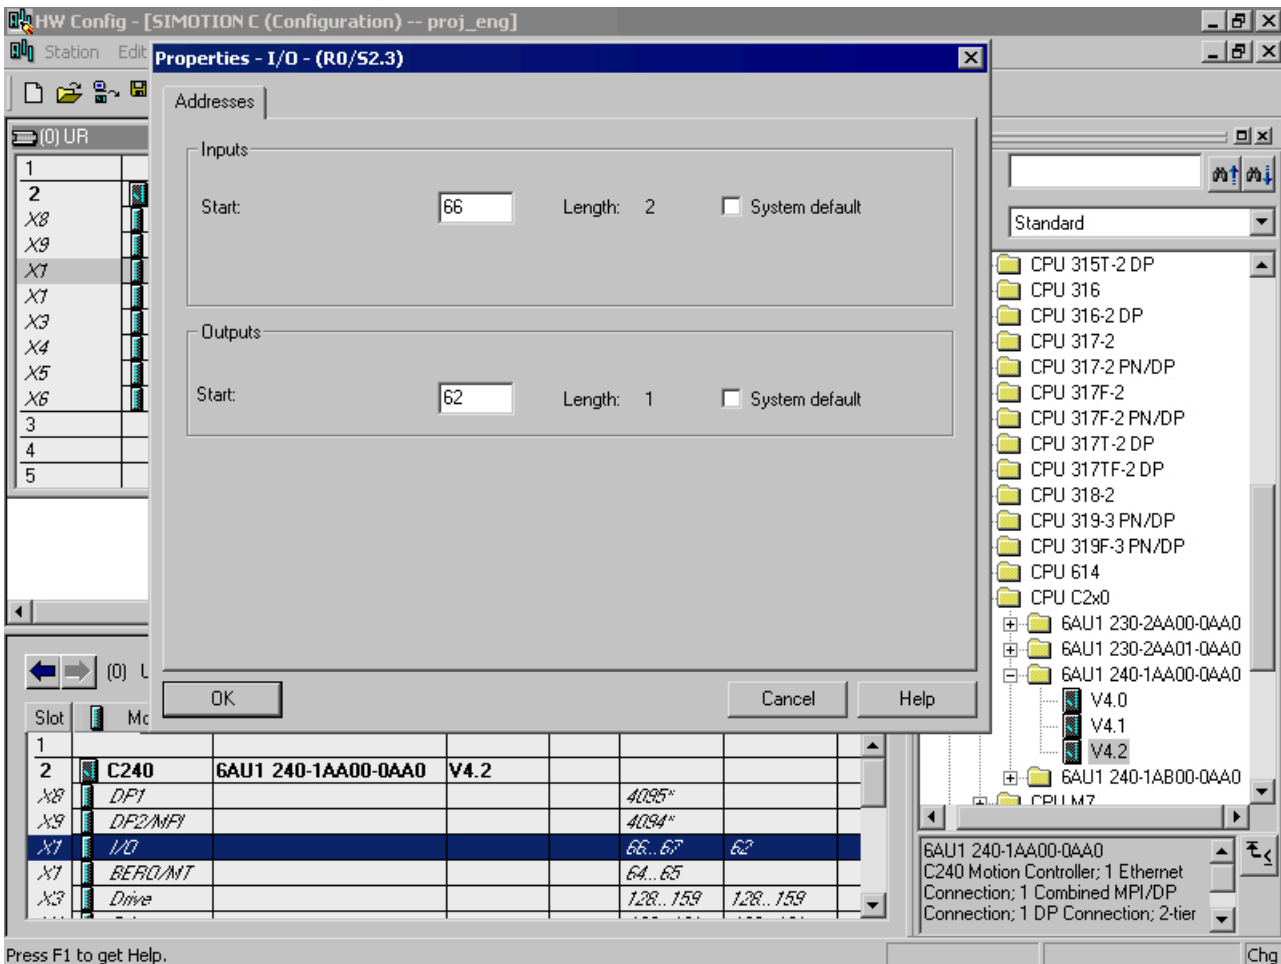 HW Config - [SIMOTION C (Configuration) -- proj_eng]
Station Edit
Properties - I/O - (R0/S2.3)
Addresses
Inputs
Start: 66 Length: 2 System default
Outputs
Start: 62 Length: 1 System default
OK Cancel Help
(0) UR
1
2
X8
X9
X1
X1
X3
X4
X5
X6
3
4
5
Standard
CPU 315T-2 DP
CPU 316
CPU 316-2 DP
CPU 317-2
CPU 317-2 PN/DP
CPU 317F-2
CPU 317F-2 PN/DP
CPU 317T-2 DP
CPU 317TF-2 DP
CPU 318-2
CPU 319-3 PN/DP
CPU 319F-3 PN/DP
CPU 614
CPU C2x0
6AU1 230-2AA00-0AA0
6AU1 230-2AA01-0AA0
6AU1 240-1AA00-0AA0
V4.0
V4.1
V4.2
6AU1 240-1AB00-0AA0
CPU M7
(0)
Slot
1
2 C240 6AU1 240-1AA00-0AA0 V4.2
X8 DP1 4095*
X9 DP2/MPI 4094*
X1 I/O 66..67 62
X1 BERO/MT 64..65
X3 Drive 128..159 128..159
6AU1 240-1AA00-0AA0
C240 Motion Controller; 1 Ethernet
Connection; 1 Combined MPI/DP
Connection; 1 DP Connection; 2-tier
Press F1 to get Help.
Chg